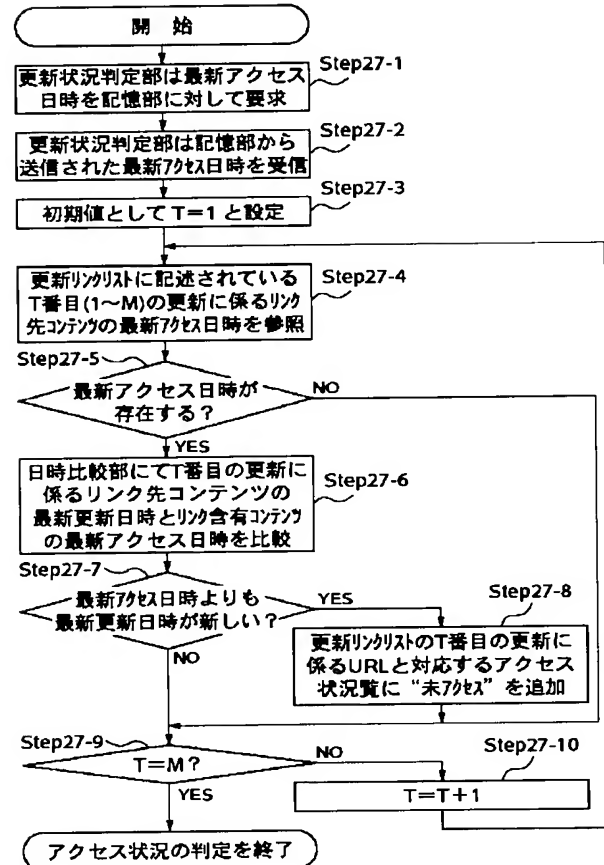 開　始
Step27-1
更新状況判定部は最新アクセス
日時を記憶部に対して要求
Step27-2
更新状況判定部は記憶部から
送信された最新ｱｸｾｽ日時を受信
Step27-3
初期値として T=1 と設定
Step27-4
更新ﾘﾝｸﾘｽﾄに記述されている
T番目(1～M)の更新に係るﾘﾝｸ
先ｺﾝﾃﾝﾂの最新ｱｸｾｽ日時を参照
Step27-5
最新アクセス日時が
存在する？
NO
YES
日時比較部にてT番目の更新に
係るリンク先コンテンツの
最新更新日時とﾘﾝｸ含有ｺﾝﾃﾝﾂ
の最新アクセス日時を比較
Step27-6
Step27-7
最新ｱｸｾｽ日時よりも
最新更新日時が新しい？
YES
NO
Step27-8
更新ﾘﾝｸﾘｽﾄのT番目の更新に
係るURLと対応するアクセス
状況覧に“未ｱｸｾｽ”を追加
Step27-9
T=M？
NO
YES
Step27-10
T=T+1
アクセス状況の判定を終了